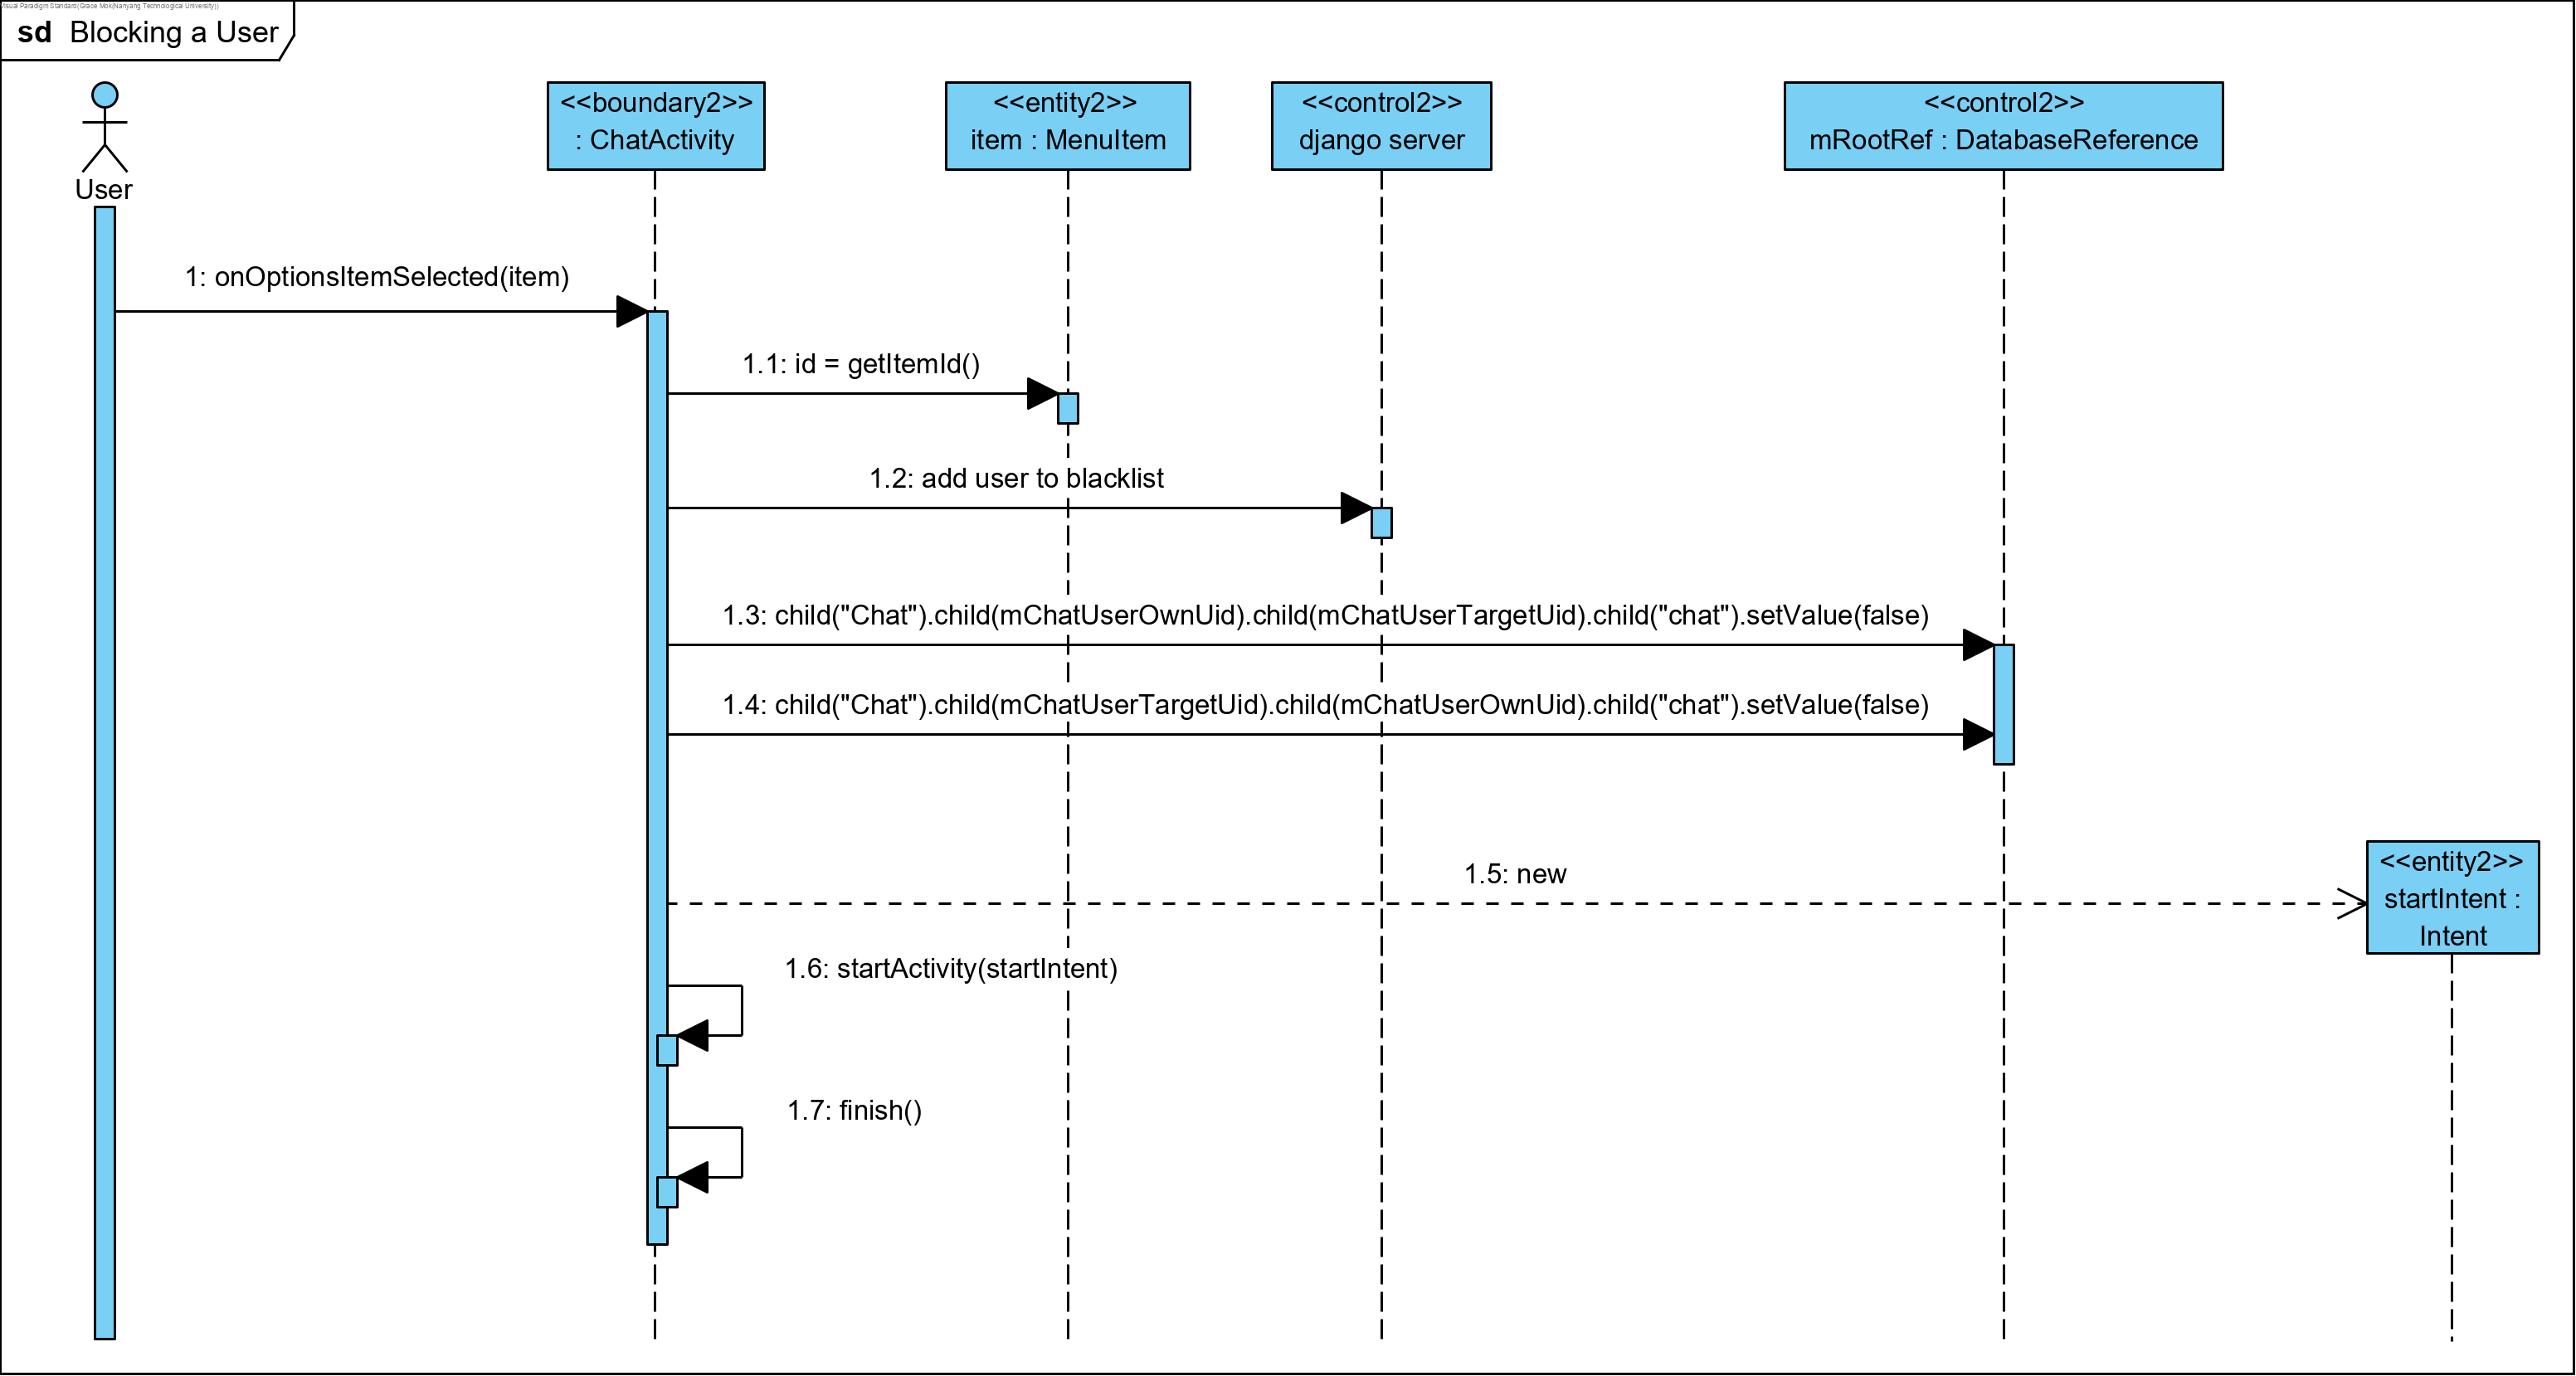 Visual Paradigm Standard(Grace Mok(Nanyang Technological University))
sd Blocking a User
User
<<boundary2>>
: ChatActivity
<<entity2>>
item : MenuItem
<<control2>>
django server
<<control2>>
mRootRef : DatabaseReference
1: onOptionsItemSelected(item)
1.1: id = getItemId()
1.2: add user to blacklist
1.3: child("Chat").child(mChatUserOwnUid).child(mChatUserTargetUid).child("chat").setValue(false)
1.4: child("Chat").child(mChatUserTargetUid).child(mChatUserOwnUid).child("chat").setValue(false)
1.5: new
<<entity2>>
startIntent :
Intent
1.6: startActivity(startIntent)
1.7: finish()